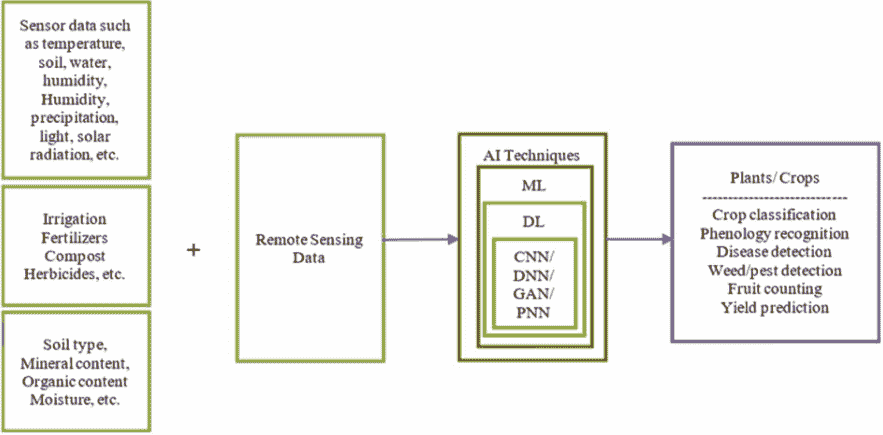 Sensor data such
as temperature,
soil, water,
humidity,
Humidity,
precipitation,
light, solar
radiation, etc.
Irrigation
Fertilizers
Compost
Herbicides, etc.
Soil type,
Mineral content,
Organic content
Moisture, etc.
+
Remote Sensing
Data
AI Techniques
ML
DL
CNN/
DNN/
GAN/
PNN
Plants/ Crops
--------------------
Crop classification
Phenology recognition
Disease detection
Weed/pest detection
Fruit counting
Yield prediction